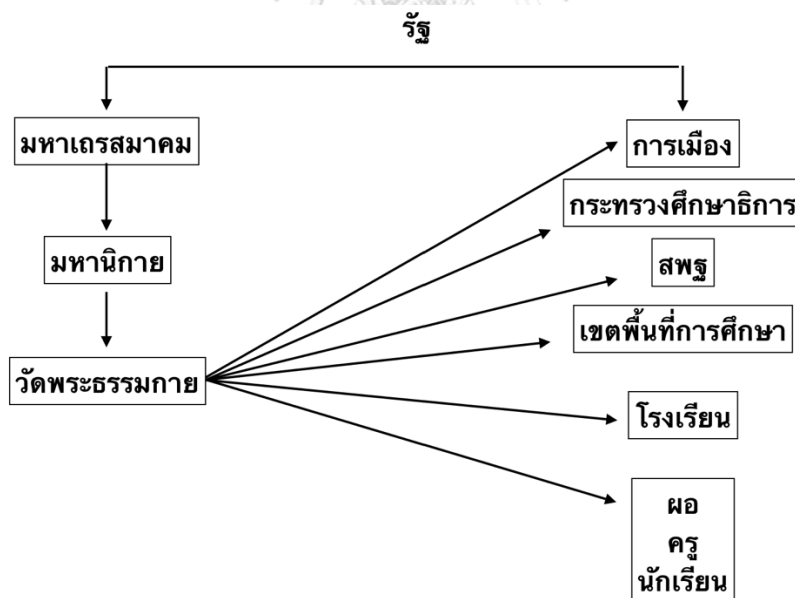 รัฐ
มหาเถรสมาคม
มหานิกาย
วัดพระธรรมกาย
การเมือง
กระทรวงศึกษาธิการ
สพฐ
เขตพื้นที่การศึกษา
โรงเรียน
ผอ
ครู
นักเรียน